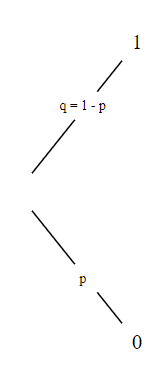 1
q = 1 - p
p
0